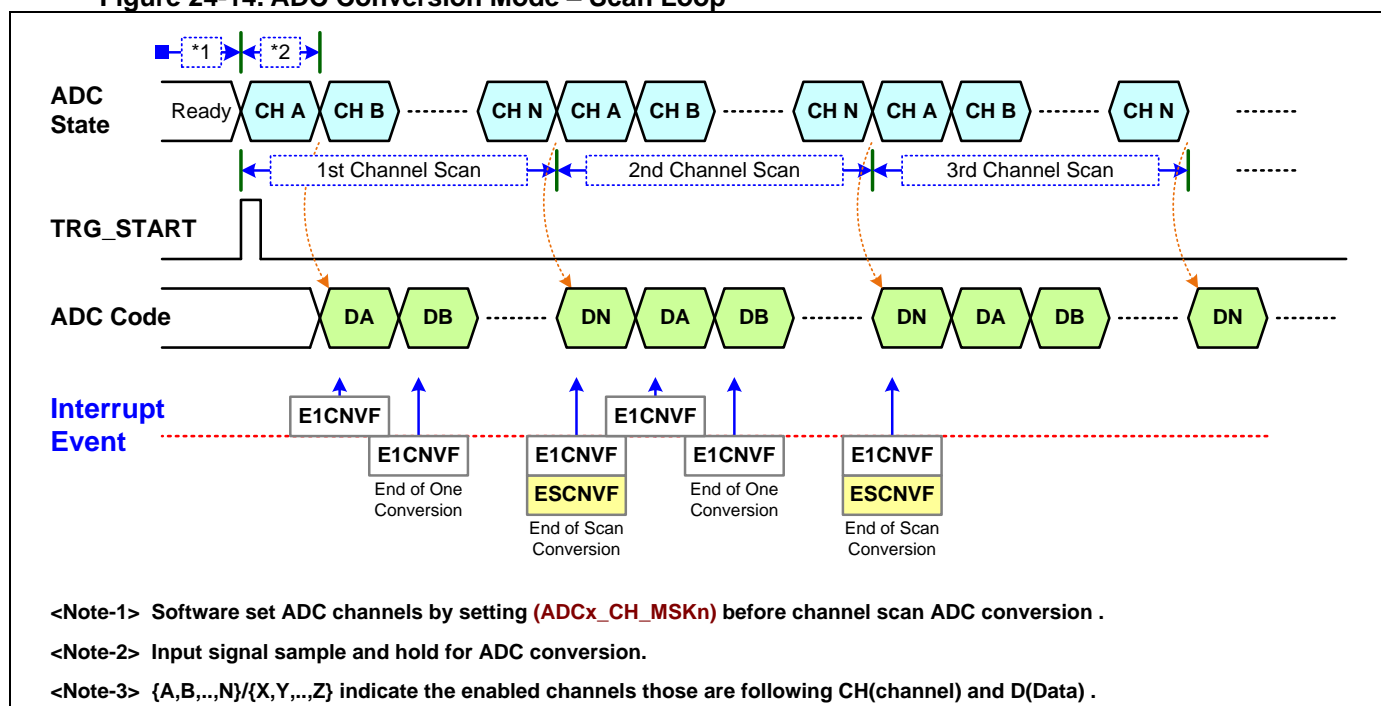 Figure 24-14. ADC Conversion Mode – Scan Loop
*1 *2
ADC State
Ready CH A CH B CH N CH A CH B CH N CH A CH B CH N
1st Channel Scan 2nd Channel Scan 3rd Channel Scan
TRG_START
ADC Code
DA DB DN DA DB DN DA DB DN
Interrupt Event
E1CNVF E1CNVF
E1CNVF E1CNVF E1CNVF E1CNVF
End of One Conversion
ESCNVF
End of One Conversion
ESCNVF
End of Scan Conversion
End of Scan Conversion
<Note-1> Software set ADC channels by setting (ADCx_CH_MSKn) before channel scan ADC conversion .
<Note-2> Input signal sample and hold for ADC conversion.
<Note-3> {A,B,..,N}/{X,Y,..,Z} indicate the enabled channels those are following CH(channel) and D(Data) .